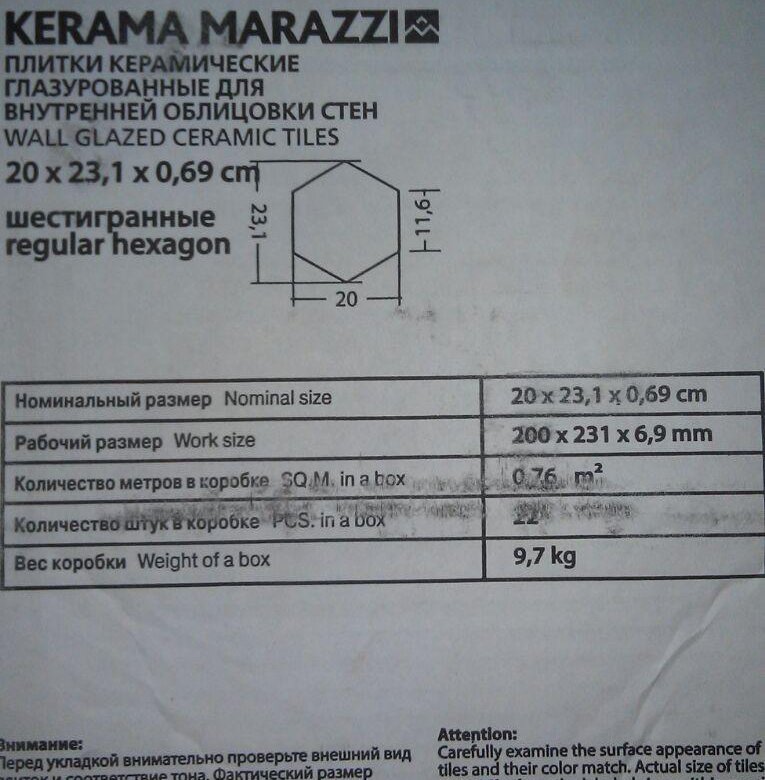 KERAMA MARAZZI
ПЛИТКИ КЕРАМИЧЕСКИЕ
ГЛАЗУРОВАННЫЕ ДЛЯ
ВНУТРЕННЕЙ ОБЛИЦОВКИ СТЕН
WALL GLAZED CERAMIC TILES
20 x 23,1 x 0,69 cm
шестигранные
regular hexagon
23,1
11,6
20
Номинальный размер Nominal size 20 x 23,1 x 0,69 cm
Рабочий размер Work size 200 x 231 x 6,9 mm
Количество метров в коробке SQ.M. in a box 0,76 m²
Количество штук в коробке PCS. in a box 22
Вес коробки Weight of a box 9,7 kg
Внимание:
Перед укладкой внимательно проверьте внешний вид
плиток и соответствие тона. Фактический размер
Attention:
Carefully examine the surface appearance of
tiles and their color match. Actual size of tiles